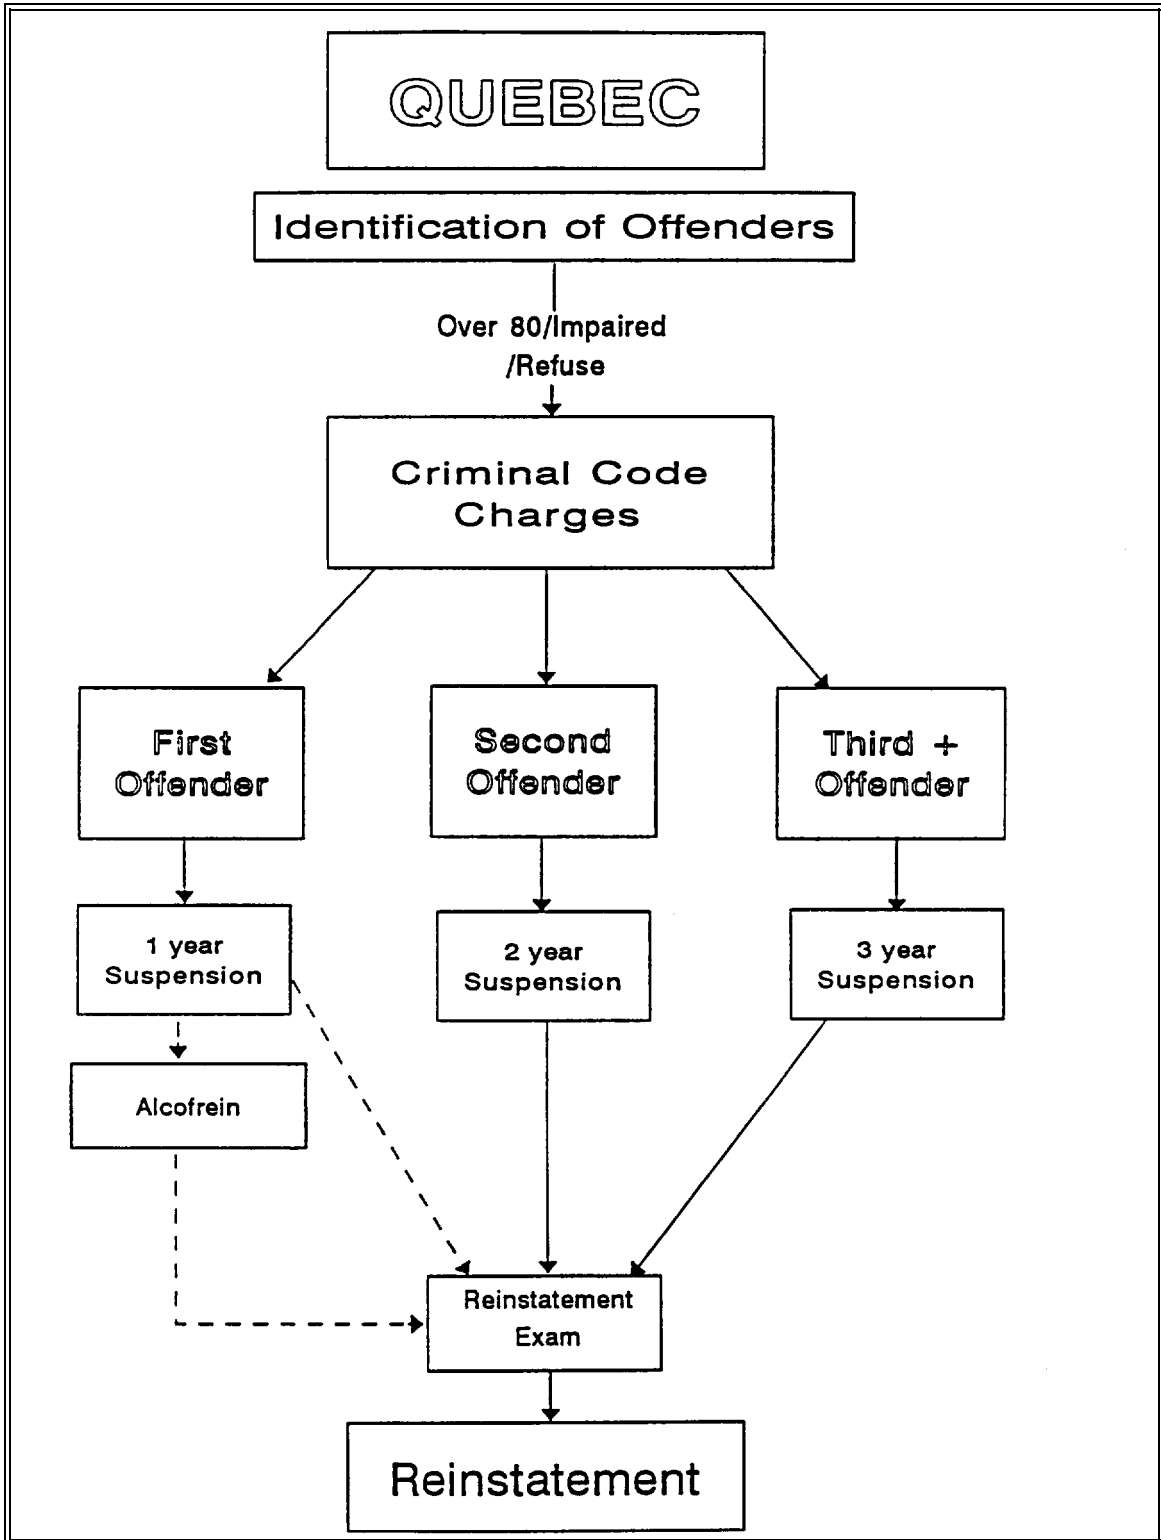 QUEBEC
Identification of Offenders
Over 80/Impaired
/Refuse
Criminal Code
Charges
First
Offender
Second
Offender
Third +
Offender
1 year
Suspension
2 year
Suspension
3 year
Suspension
Alcofrein
Reinstatement
Exam
Reinstatement